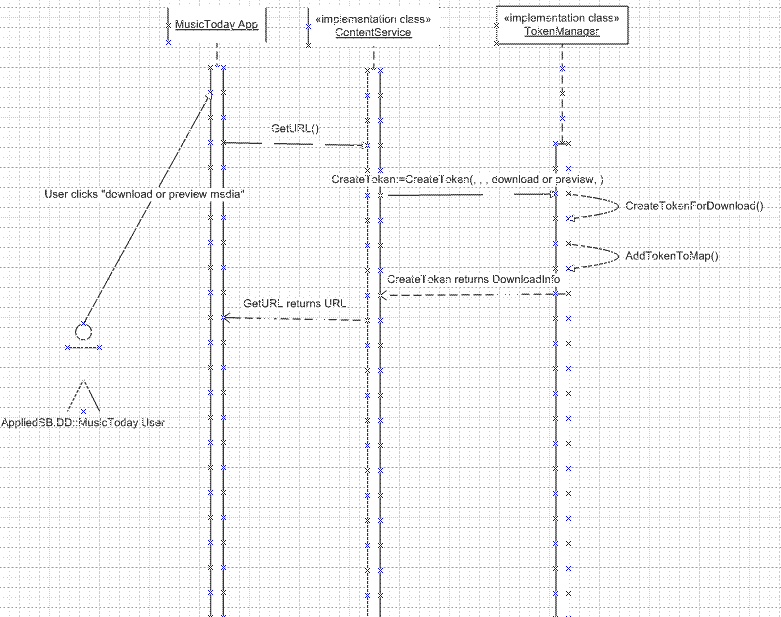 MusicToday App
«implementation class»
ContentService
«implementation class»
TokenManager
GetURL()
CreateToken:=CreateToken(, , , download or preview, )
User clicks "download or preview media"
CreateTokenForDownload()
AddTokenToMap()
CreateToken returns DownloadInfo
GetURL returns URL
AppliedSB.DD::MusicToday User